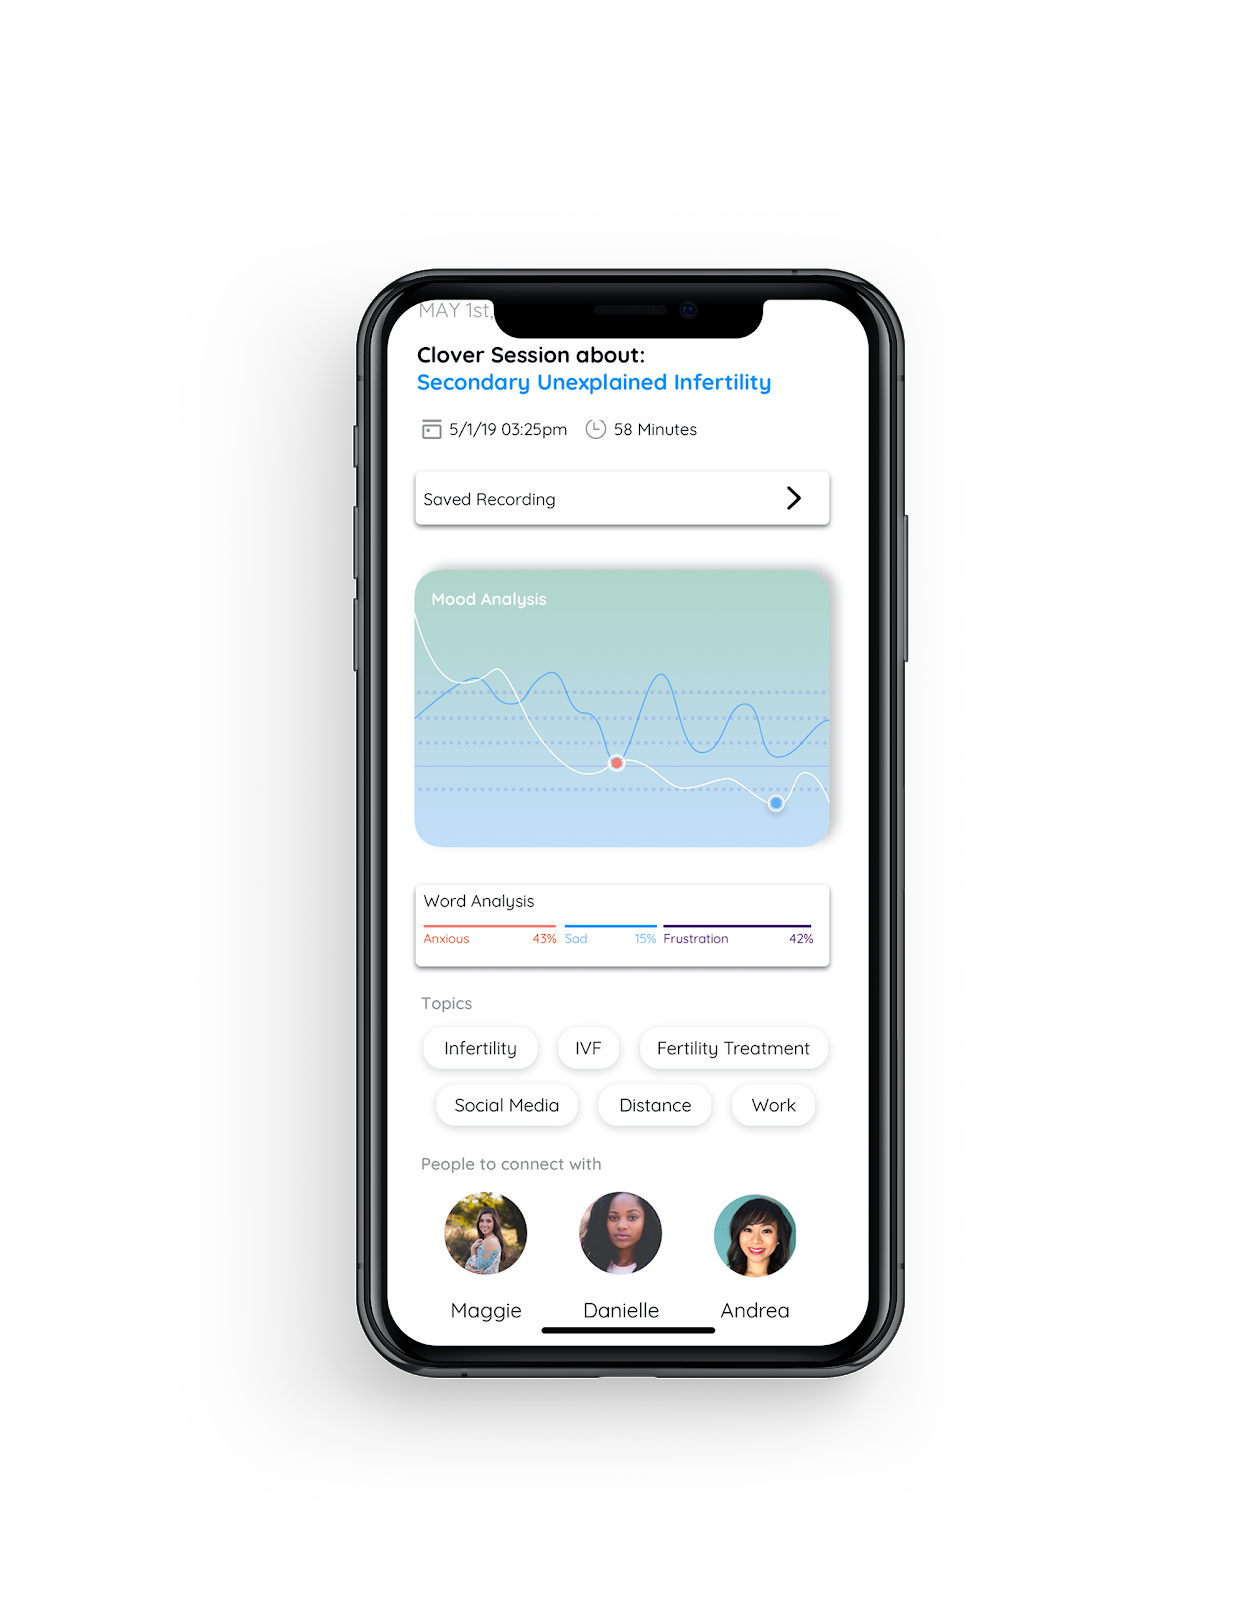 MAY 1st,
Clover Session about:
Secondary Unexplained Infertility
5/1/19 03:25pm 58 Minutes
Saved Recording
Mood Analysis
Word Analysis
Anxious 43% Sad 15% Frustration 42%
Topics
Infertility IVF Fertility Treatment
Social Media Distance Work
People to connect with
Maggie Danielle Andrea